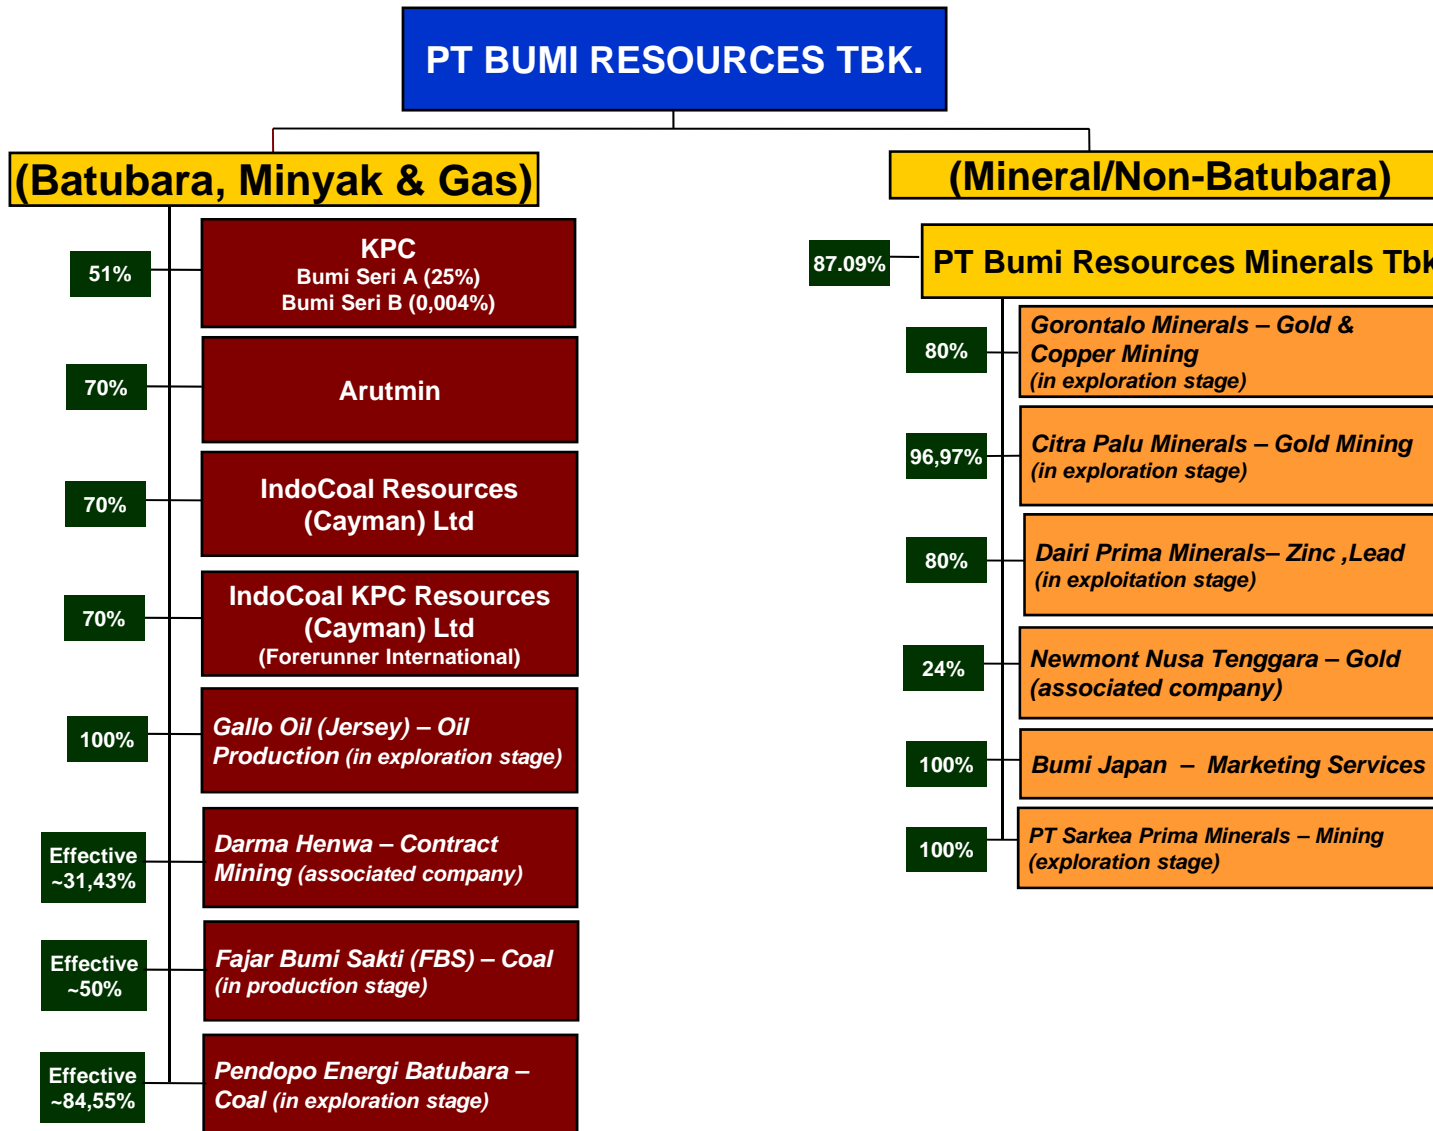 PT BUMI RESOURCES TBK.
(Batubara, Minyak & Gas)
51%
KPC
Bumi Seri A (25%)
Bumi Seri B (0,004%)
70%
Arutmin
70%
IndoCoal Resources
(Cayman) Ltd
70%
IndoCoal KPC Resources
(Cayman) Ltd
(Forerunner International)
100%
Gallo Oil (Jersey) – Oil
Production (in exploration stage)
Effective
~31,43%
Darma Henwa – Contract
Mining (associated company)
Effective
~50%
Fajar Bumi Sakti (FBS) – Coal
(in production stage)
Effective
~84,55%
Pendopo Energi Batubara –
Coal (in exploration stage)
(Mineral/Non-Batubara)
87.09%
PT Bumi Resources Minerals Tbk
80%
Gorontalo Minerals – Gold &
Copper Mining
(in exploration stage)
96,97%
Citra Palu Minerals – Gold Mining
(in exploration stage)
80%
Dairi Prima Minerals– Zinc ,Lead
(in exploitation stage)
24%
Newmont Nusa Tenggara – Gold
(associated company)
100%
Bumi Japan – Marketing Services
100%
PT Sarkea Prima Minerals – Mining
(exploration stage)